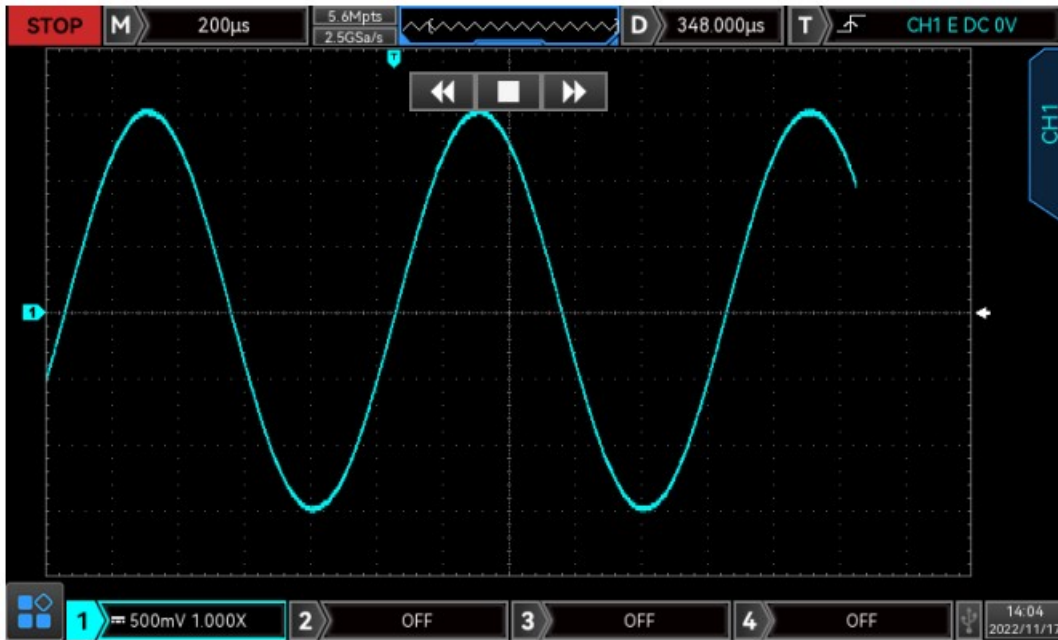 STOP M 200μs 5.6Mpts D 348.000μs T CH1 E DC 0V
2.5GSa/s
T
CH1
1
1 500mV 1.000X 2 OFF 3 OFF 4 OFF 14:04
2022/11/17